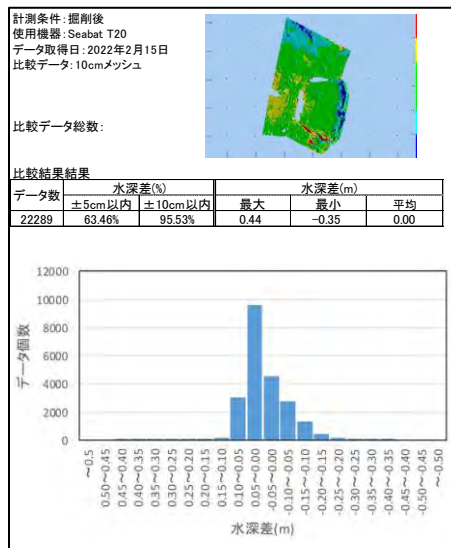 計測条件:掘削後
使用機器:Seabat T20
データ取得日:2022年2月15日
比較データ:10cmメッシュ
比較データ総数:
比較結果結果
データ数 水深差(%) 水深差(m)
±5cm以内 ±10cm以内 最大 最小 平均
22289 63.46% 95.53% 0.44 -0.35 0.00
12000
10000
8000
6000
4000
2000
0
データ個数
~0.5
0.50~0.45
0.45~0.40
0.40~0.35
0.35~0.30
0.30~0.25
0.25~0.20
0.20~0.15
0.15~0.10
0.10~0.05
0.05~0.00
-0.05~0.00
-0.10~-0.05
-0.15~-0.10
-0.20~-0.15
-0.25~-0.20
-0.30~-0.25
-0.35~-0.30
-0.40~-0.35
-0.45~-0.40
-0.50~-0.45
~-0.50
水深差(m)